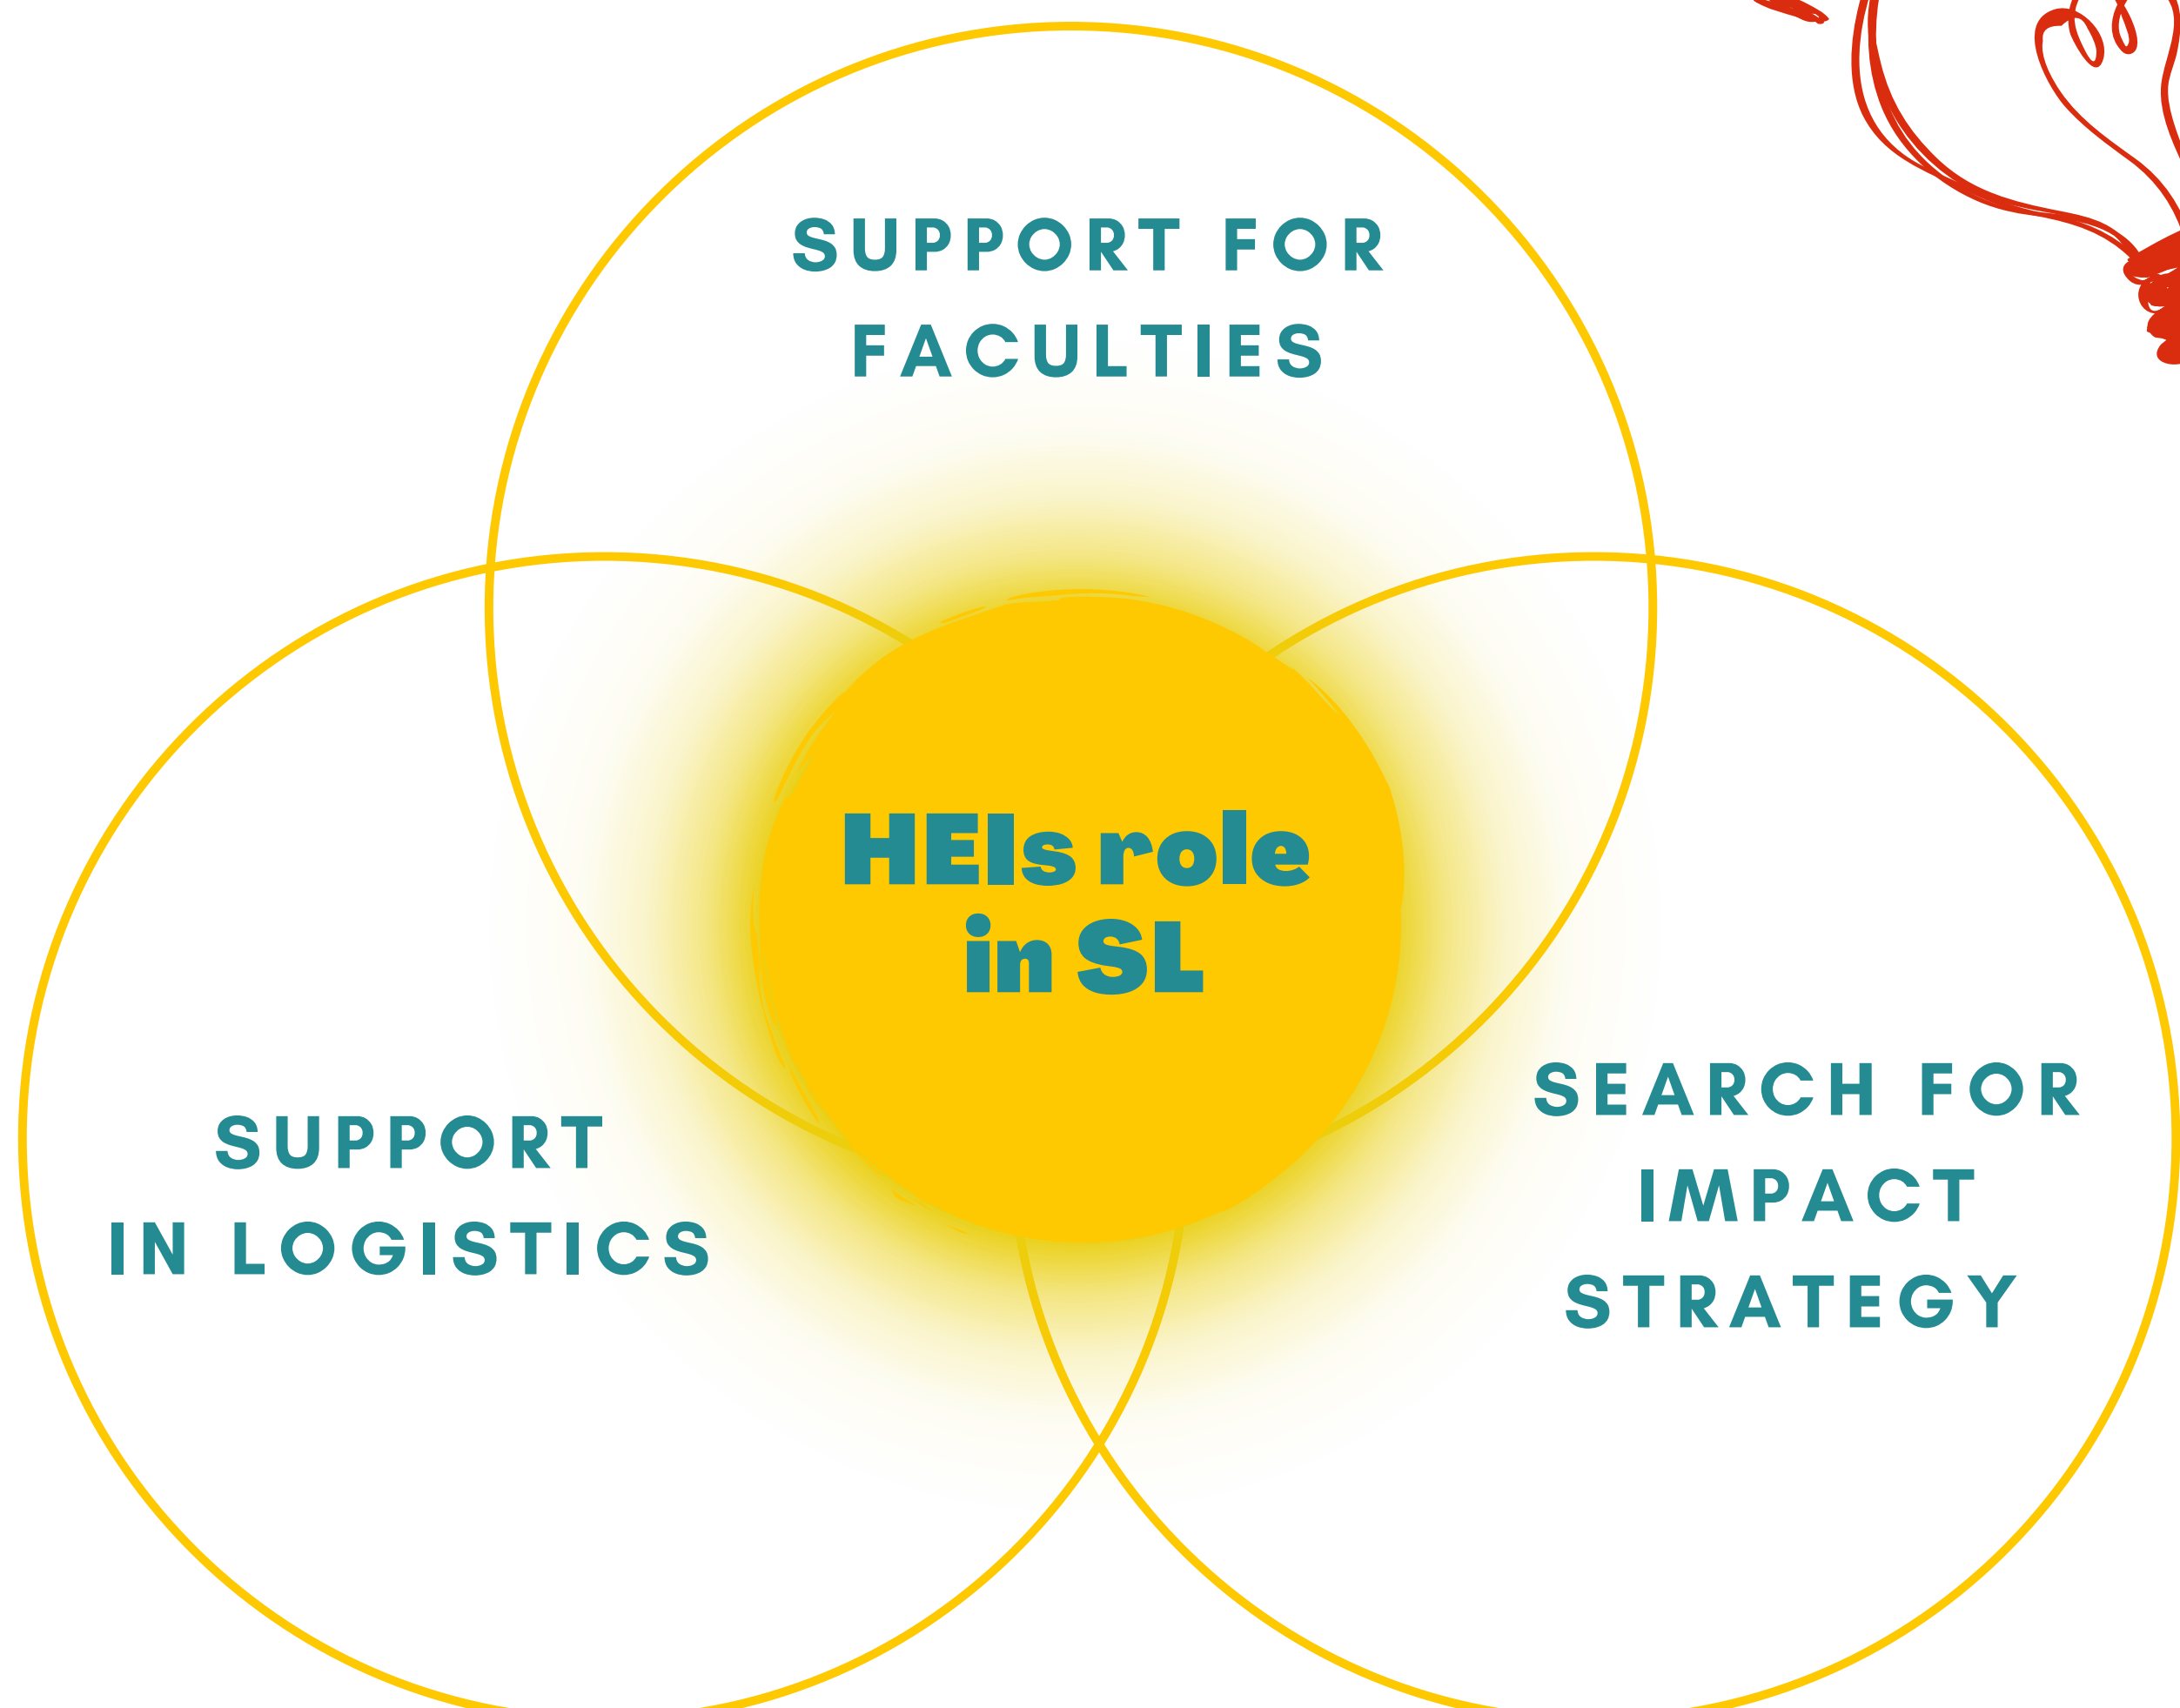 SUPPORT FOR
FACULTIES
HEIs role
in SL
SUPPORT
IN LOGISTICS
SEARCH FOR
IMPACT
STRATEGY